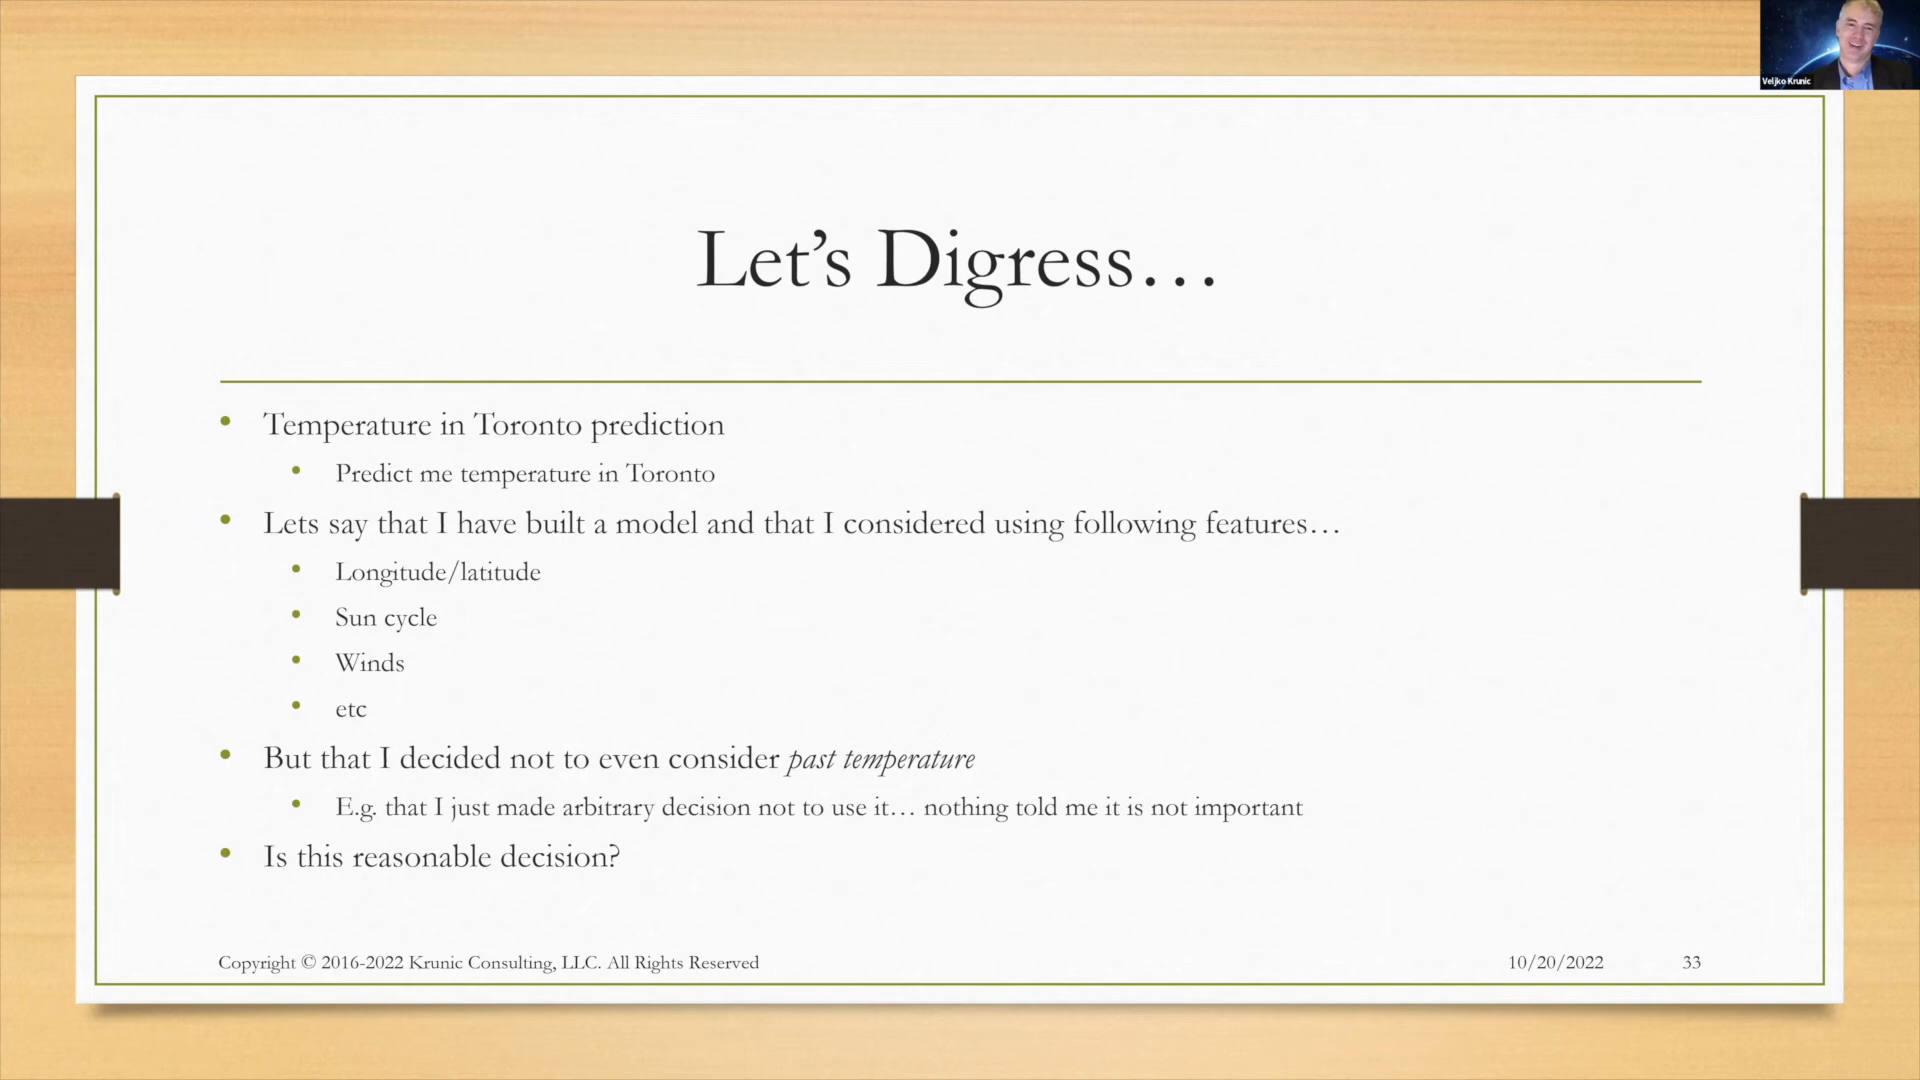 Veljko Krunic
Let’s Digress…
• Temperature in Toronto prediction
• Predict me temperature in Toronto
• Lets say that I have built a model and that I considered using following features…
• Longitude/latitude
• Sun cycle
• Winds
• etc
• But that I decided not to even consider past temperature
• E.g. that I just made arbitrary decision not to use it… nothing told me it is not important
• Is this reasonable decision?
Copyright © 2016-2022 Krunic Consulting, LLC. All Rights Reserved 10/20/2022 33